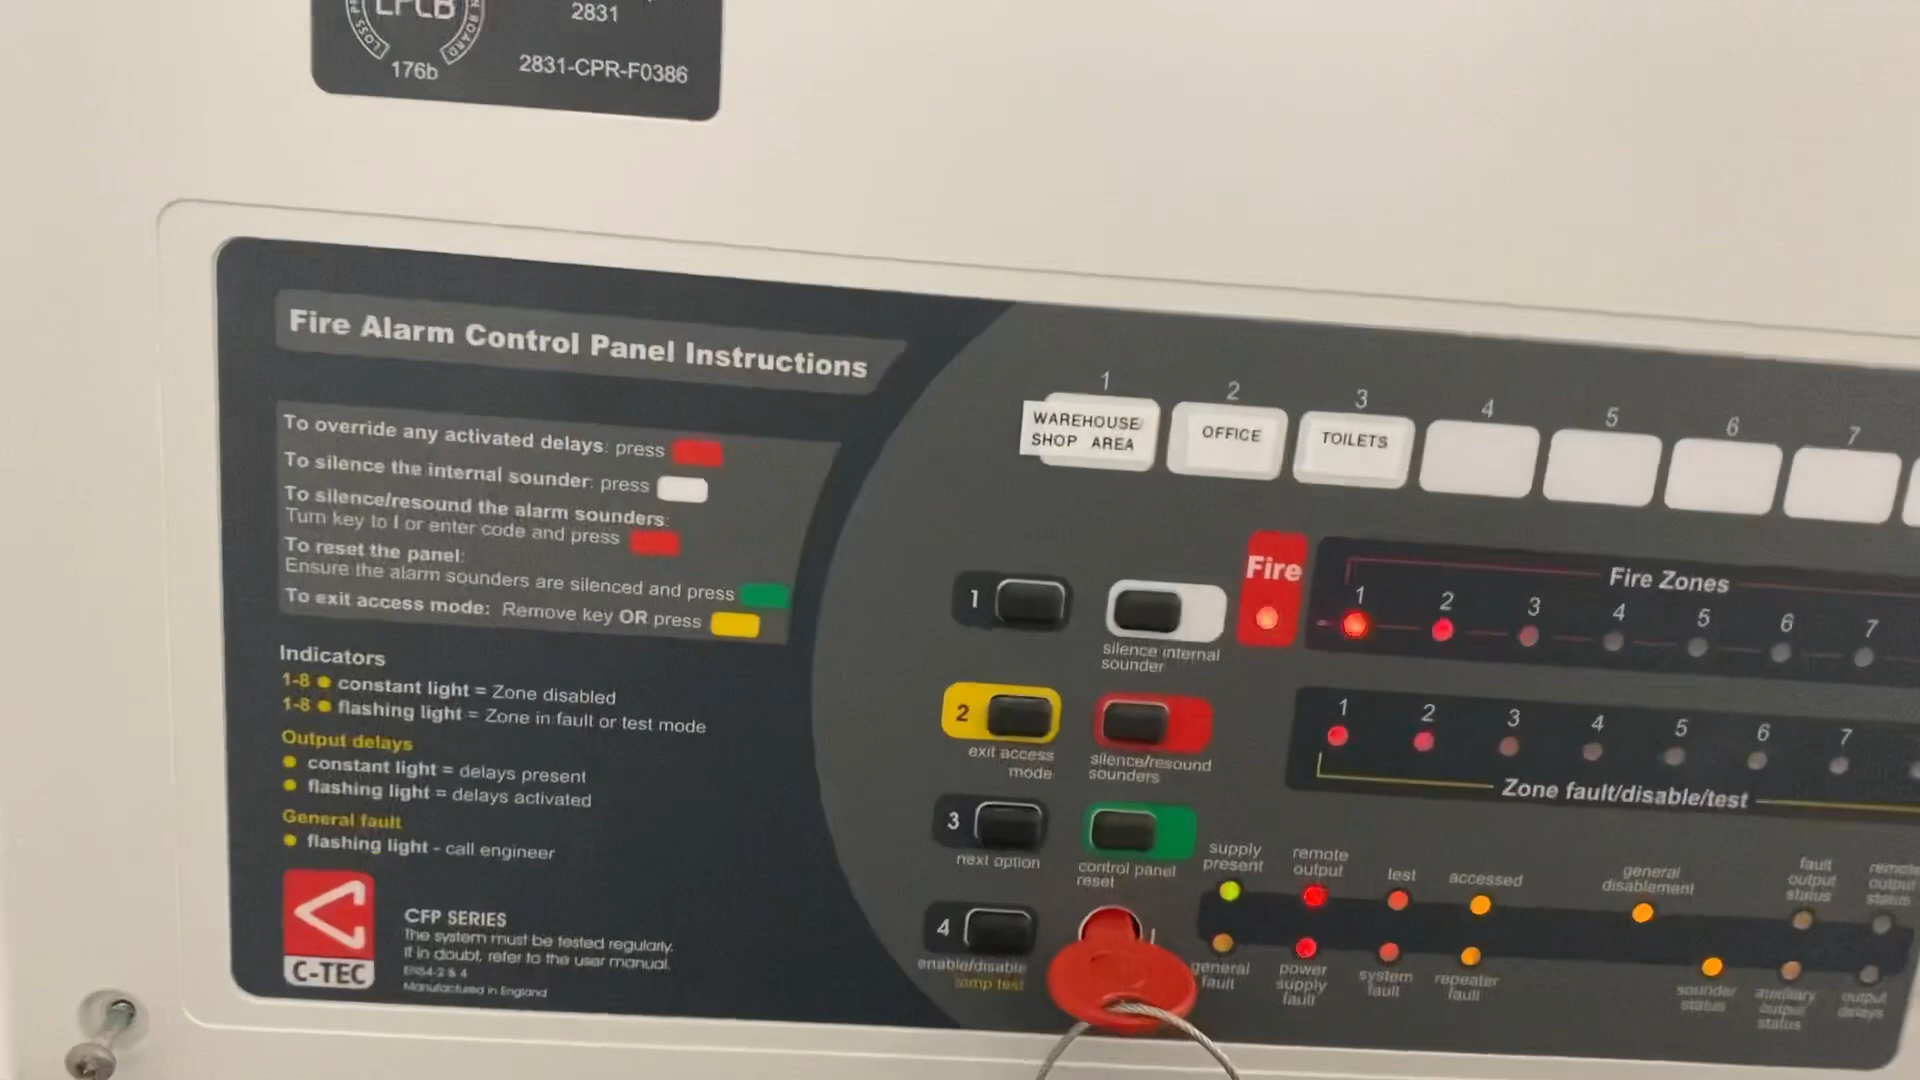 LPCB
LOSS
BOARD
176b
2831
2831-CPR-F0386
Fire Alarm Control Panel Instructions
To override any activated delays: press
To silence the internal sounder: press
To silence/resound the alarm sounders:
Turn key to I or enter code and press
To reset the panel:
Ensure the alarm sounders are silenced and press
To exit access mode: Remove key OR press
Indicators
1-8 constant light = Zone disabled
1-8 flashing light = Zone in fault or test mode
Output delays
constant light = delays present
flashing light = delays activated
General fault
flashing light - call engineer
C-TEC
CFP SERIES
The system must be tested regularly.
If in doubt, refer to the user manual.
EN54-2 & 4
Manufactured in England
1 2 3 4 5 6 7
WAREHOUSE/
SHOP AREA
OFFICE
TOILETS
1
silence internal
sounder
2
exit access
mode
silence/resound
sounders
3
next option
control panel
reset
4
enable/disable
lamp test
Fire
Fire Zones
1 2 3 4 5 6 7
1 2 3 4 5 6 7
Zone fault/disable/test
supply
present
remote
output
test
accessed
general
disablement
fault
output
status
remote
output
status
general
fault
power
supply
fault
system
fault
repeater
fault
sounder
status
auxiliary
output
status
output
delays